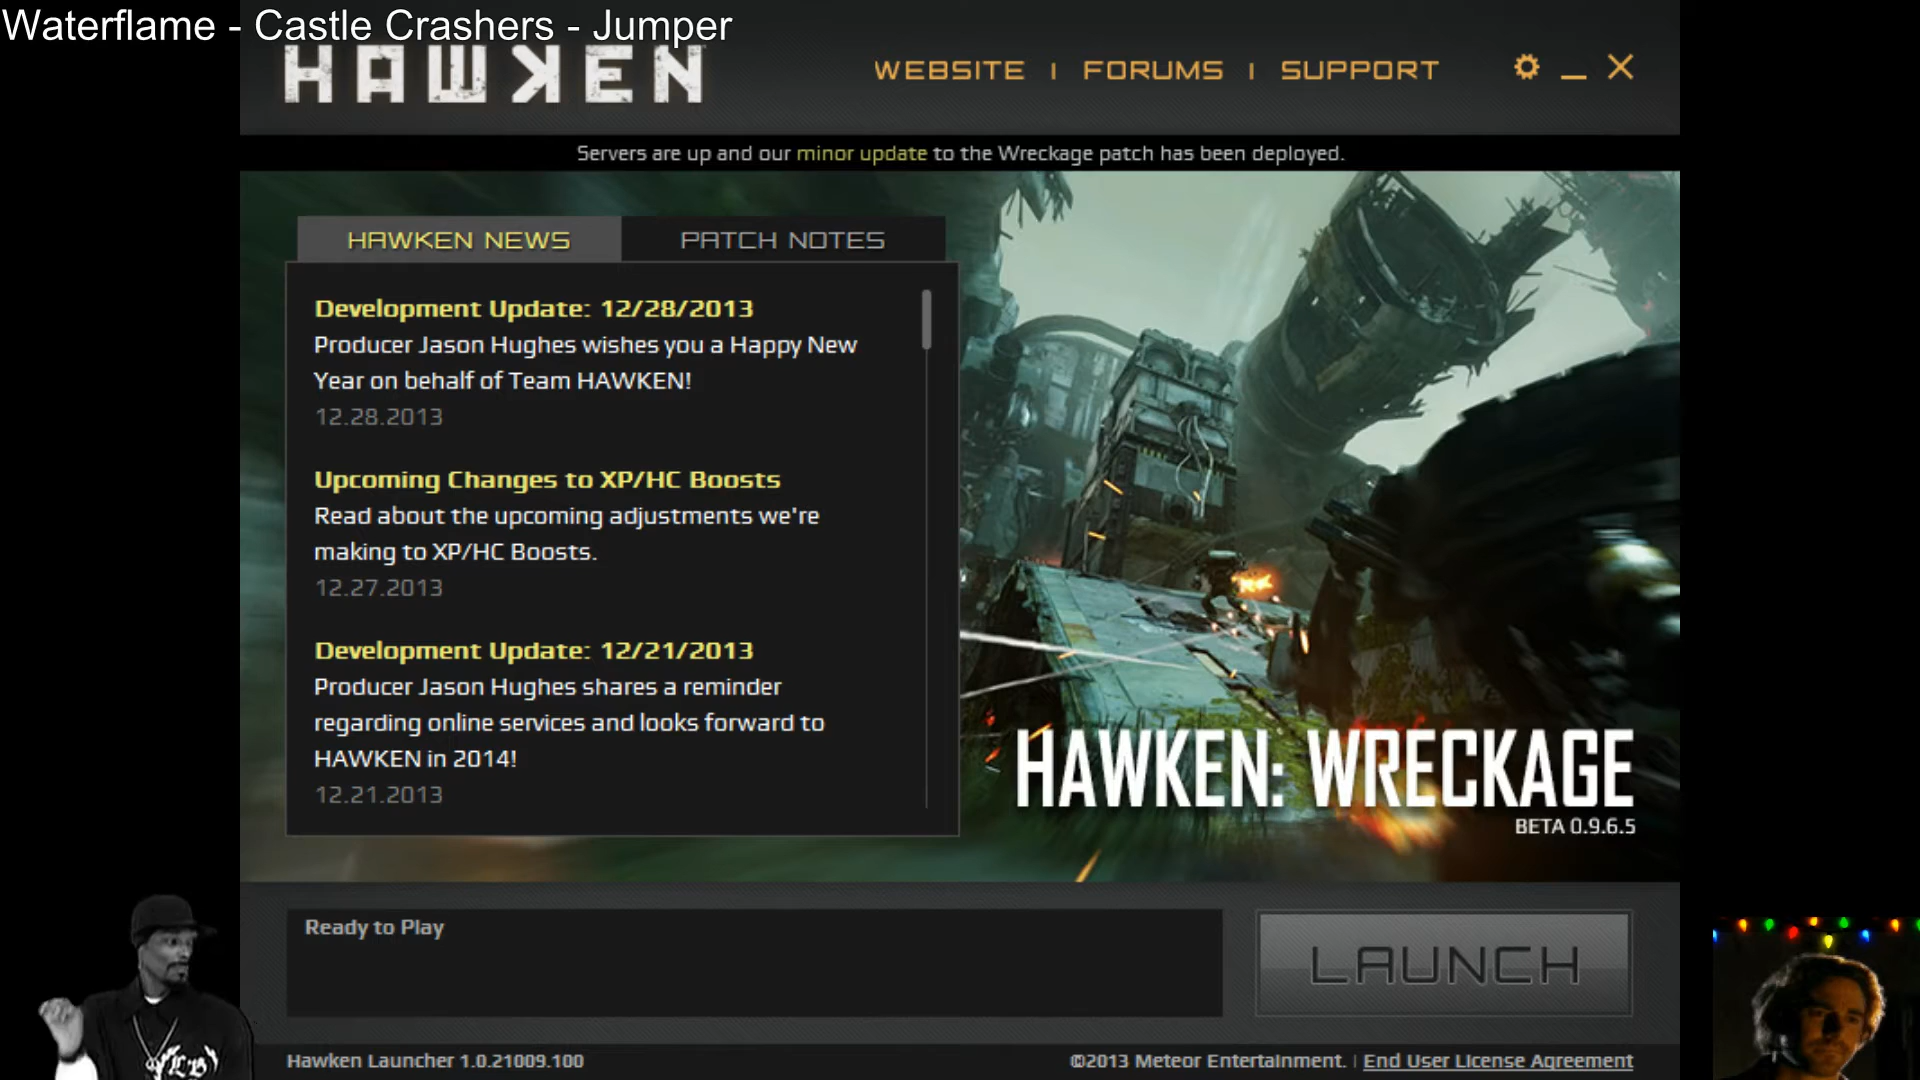 Waterflame - Castle Crashers - Jumper
HAWKEN
WEBSITE | FORUMS | SUPPORT
Servers are up and our minor update to the Wreckage patch has been deployed.
HAWKEN NEWS
PATCH NOTES
Development Update: 12/28/2013
Producer Jason Hughes wishes you a Happy New
Year on behalf of Team HAWKEN!
12.28.2013
Upcoming Changes to XP/HC Boosts
Read about the upcoming adjustments we're
making to XP/HC Boosts.
12.27.2013
Development Update: 12/21/2013
Producer Jason Hughes shares a reminder
regarding online services and looks forward to
HAWKEN in 2014!
12.21.2013
HAWKEN: WRECKAGE
BETA 0.9.6.5
Ready to Play
LAUNCH
Hawken Launcher 1.0.21009.100
©2013 Meteor Entertainment. | End User License Agreement